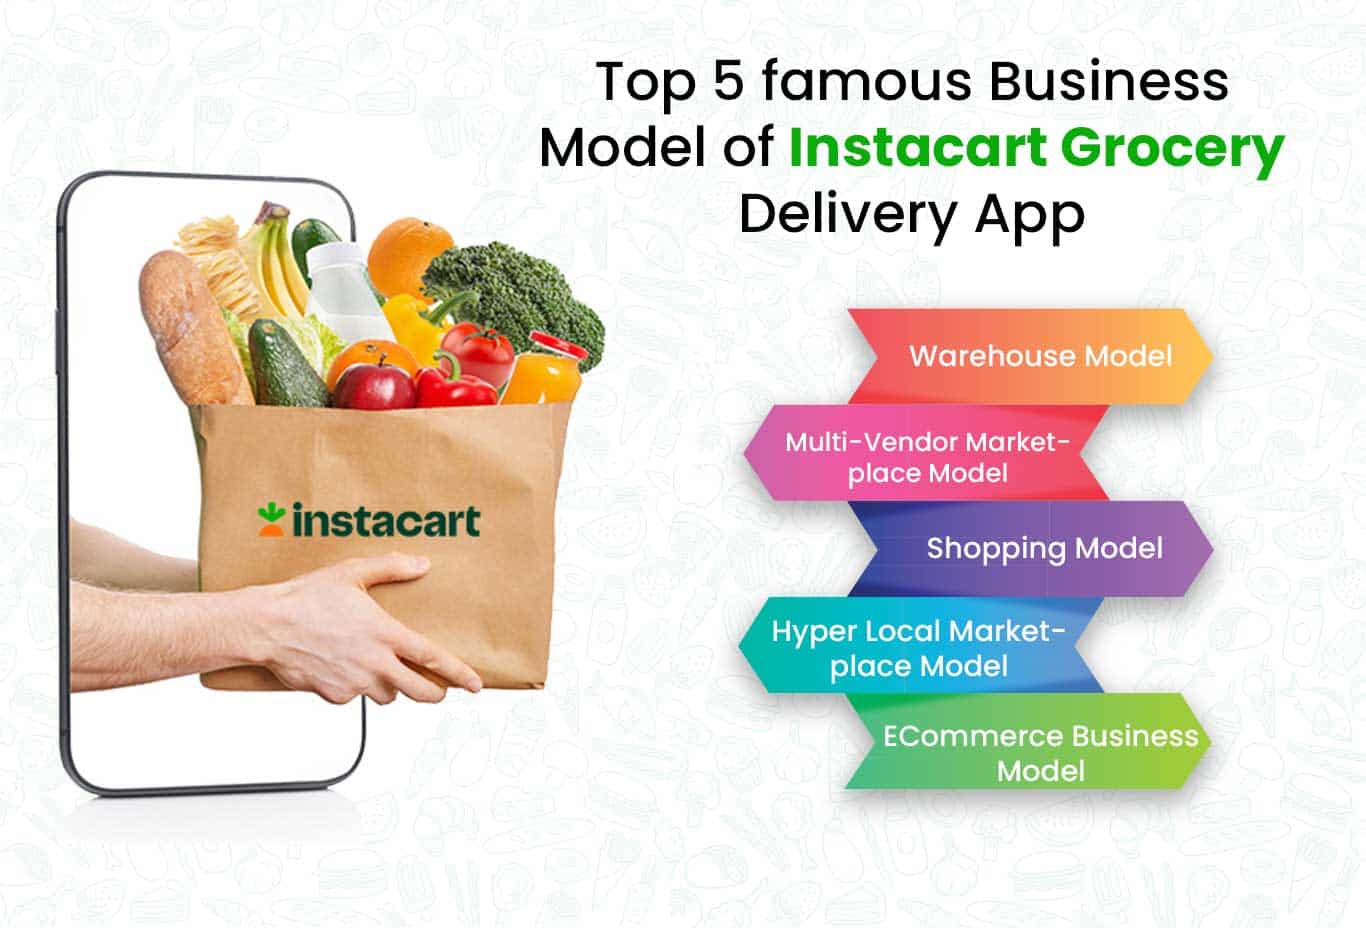 Top 5 famous Business
Model of Instacart Grocery
Delivery App
instacart
Warehouse Model
Multi-Vendor Market-
place Model
Shopping Model
Hyper Local Market-
place Model
ECommerce Business
Model